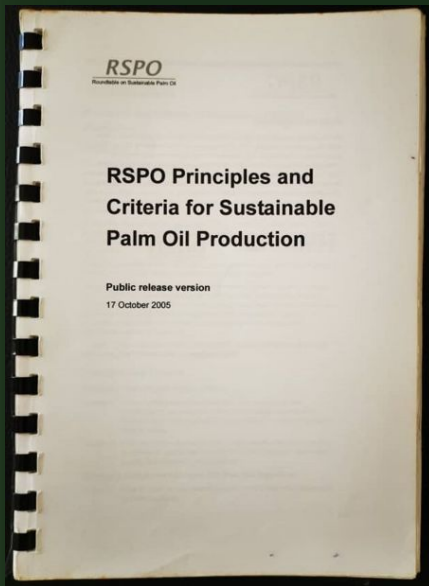 RSPO
Roundtable on Sustainable Palm Oil
RSPO Principles and
Criteria for Sustainable
Palm Oil Production
Public release version
17 October 2005